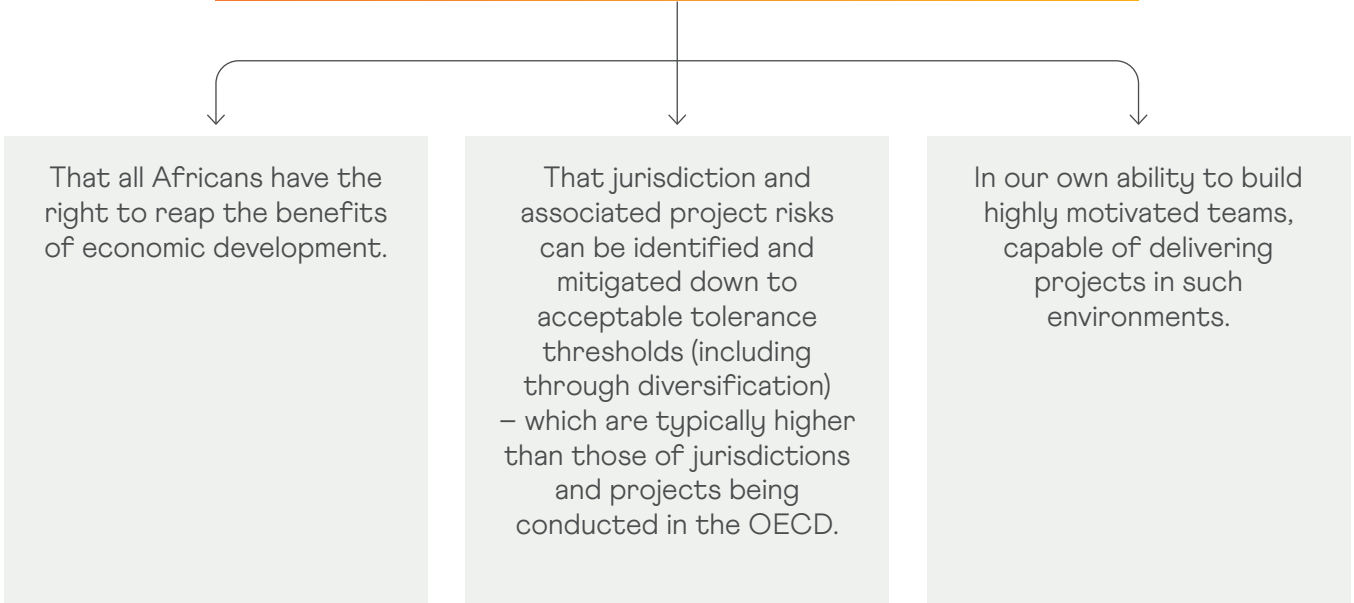 That all Africans have the
right to reap the benefits
of economic development.
That jurisdiction and
associated project risks
can be identified and
mitigated down to
acceptable tolerance
thresholds (including
through diversification)
– which are typically higher
than those of jurisdictions
and projects being
conducted in the OECD.
In our own ability to build
highly motivated teams,
capable of delivering
projects in such
environments.